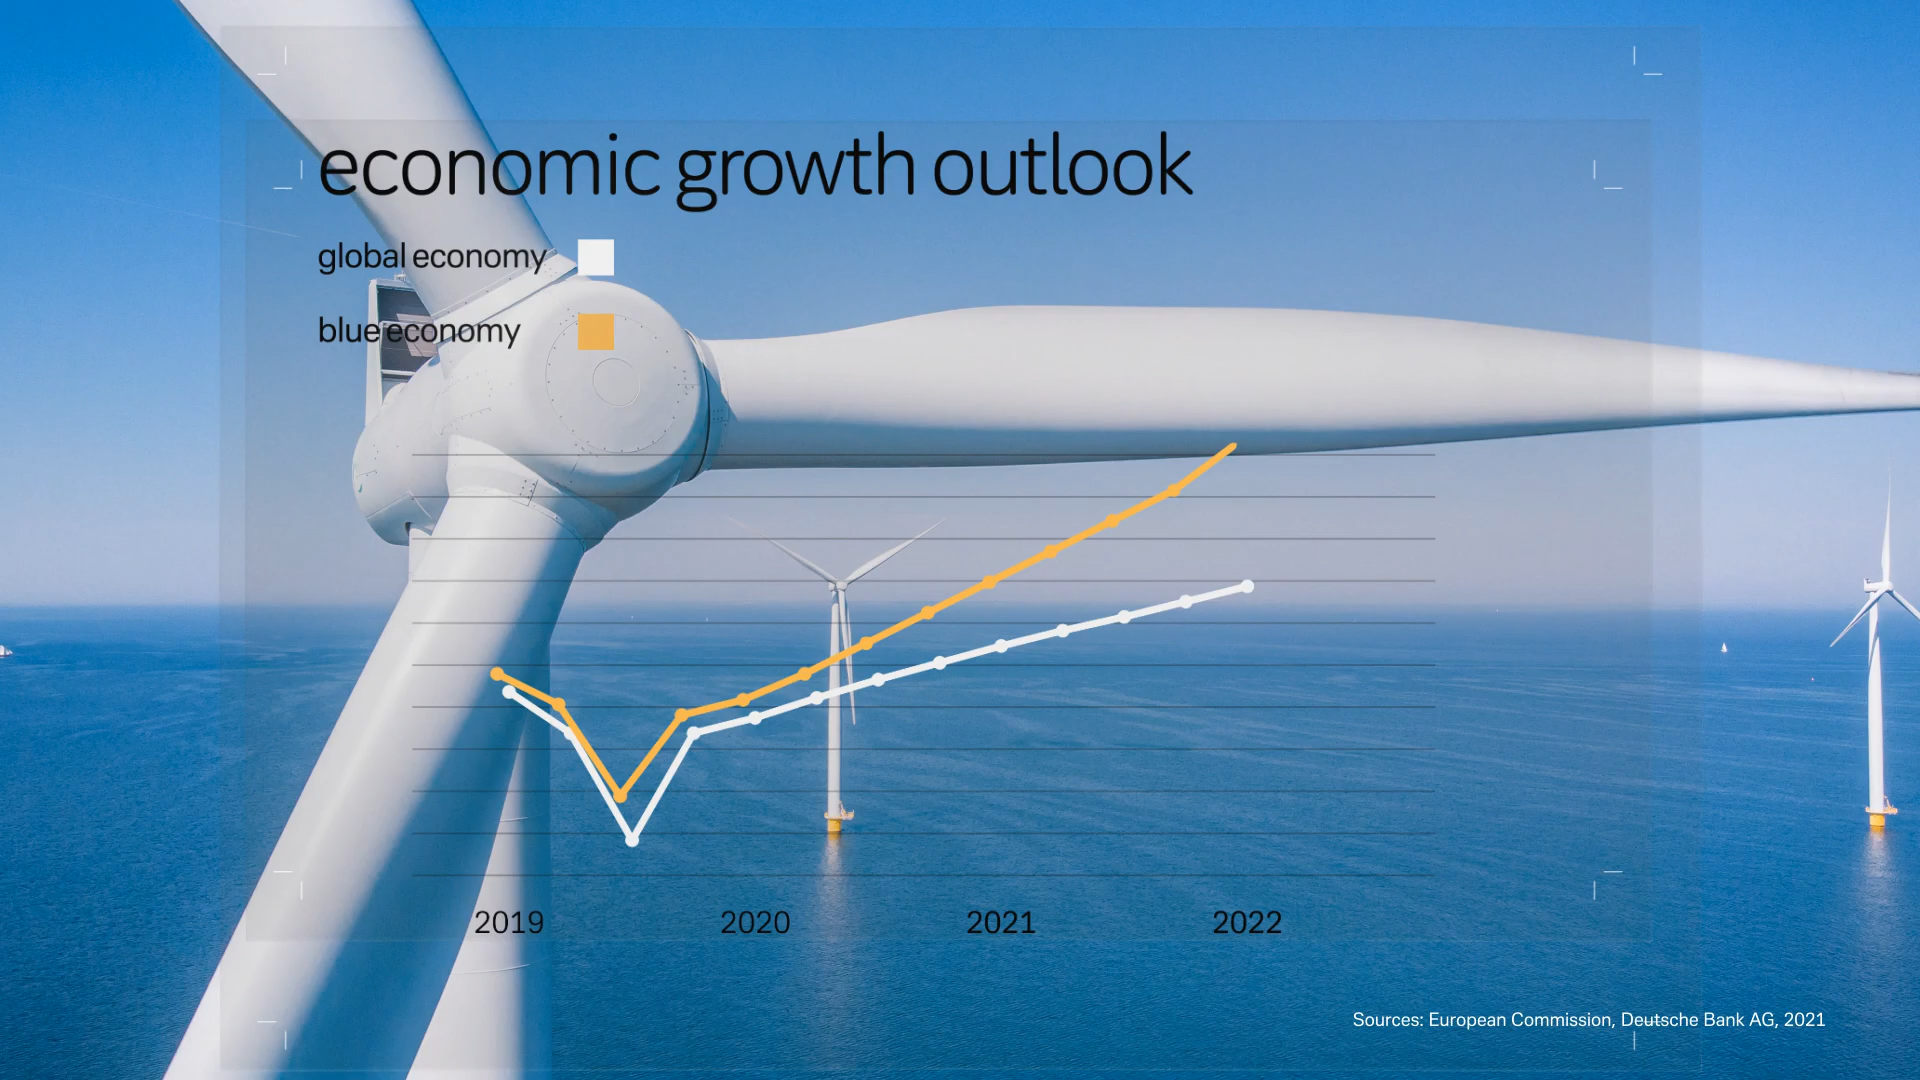 economic growth outlook
global economy
blue economy
2019 2020 2021 2022
Sources: European Commission, Deutsche Bank AG, 2021